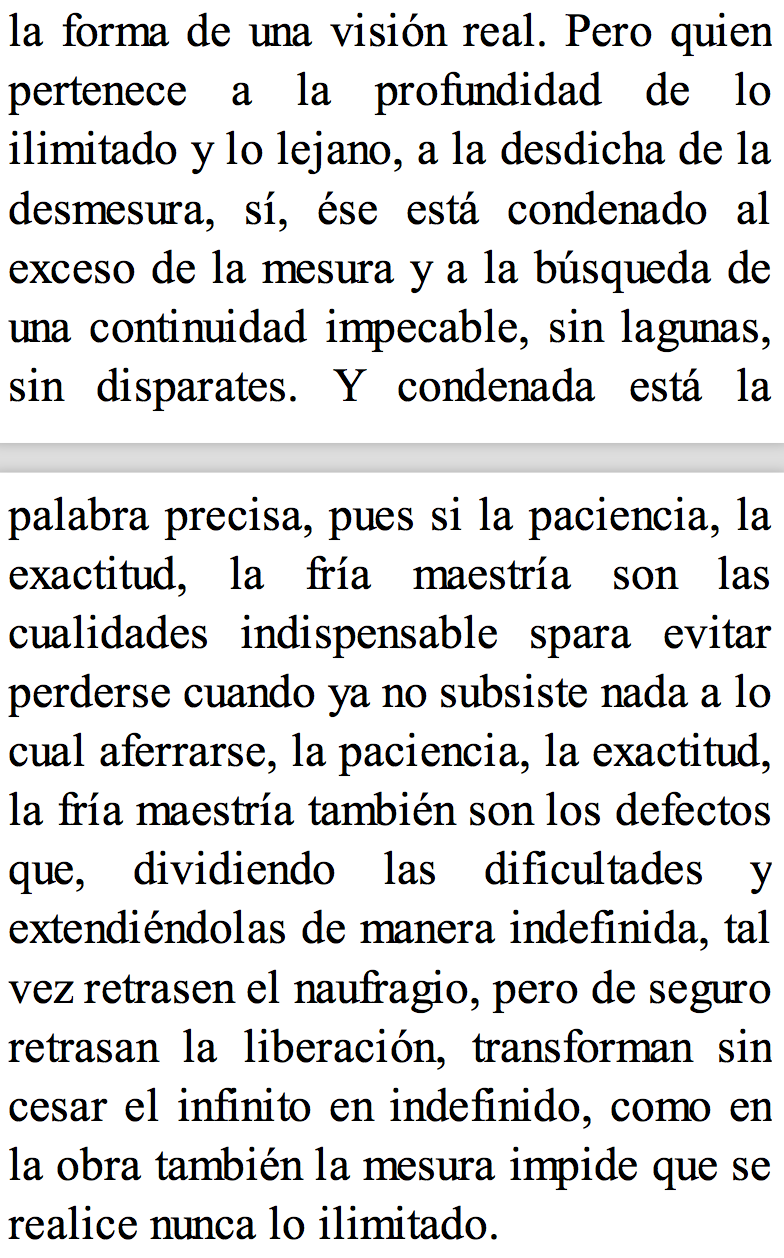 la forma de una visión real. Pero quien
pertenece a la profundidad de lo
ilimitado y lo lejano, a la desdicha de la
desmesura, sí, ése está condenado al
exceso de la mesura y a la búsqueda de
una continuidad impecable, sin lagunas,
sin disparates. Y condenada está la
palabra precisa, pues si la paciencia, la
exactitud, la fría maestría son las
cualidades indispensable spara evitar
perderse cuando ya no subsiste nada a lo
cual aferrarse, la paciencia, la exactitud,
la fría maestría también son los defectos
que, dividiendo las dificultades y
extendiéndolas de manera indefinida, tal
vez retrasen el naufragio, pero de seguro
retrasan la liberación, transforman sin
cesar el infinito en indefinido, como en
la obra también la mesura impide que se
realice nunca lo ilimitado.